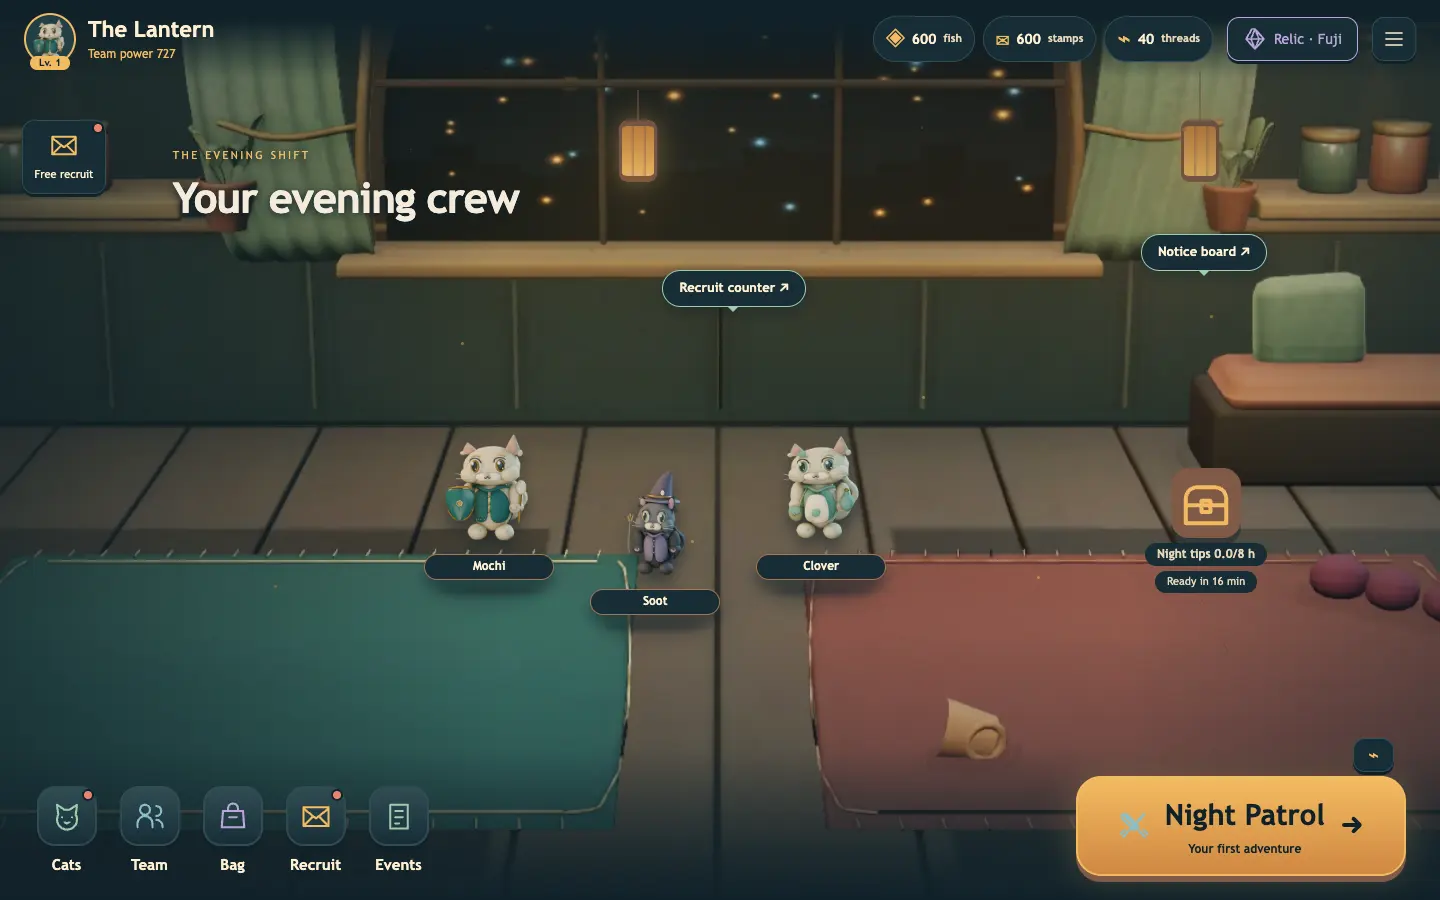 The Lantern
Team power 727
Lv. 1
600 fish
600 stamps
40 threads
Relic · Fuji
Free recruit
THE EVENING SHIFT
Your evening crew
Notice board ↗
Recruit counter ↗
Mochi
Soot
Clover
Night tips 0.0/8 h
Ready in 16 min
Cats
Team
Bag
Recruit
Events
Night Patrol →
Your first adventure